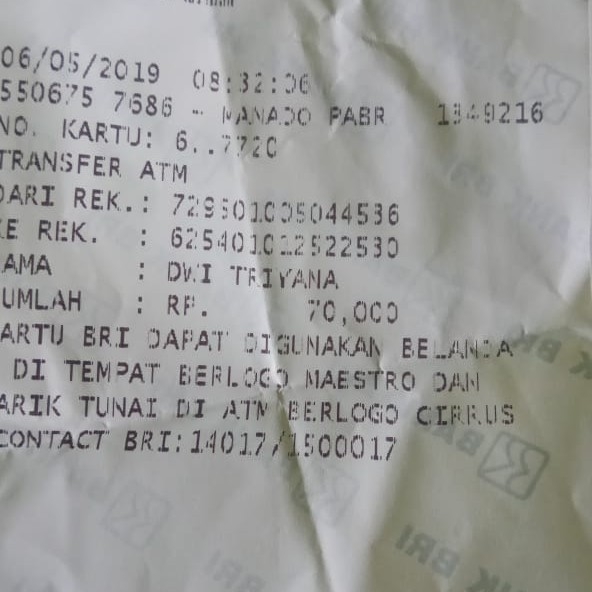 06/05/2019 08:32:06
550675 7686 - MANADO PABR 1349216
NO. KARTU: 6..7720
TRANSFER ATM
DARI REK.: 729501005044536
KE REK. : 625401012522530
AMA : DWI TRIYANA
UMLAH : RP. 70,000
ARTU BRI DAPAT DIGUNAKAN BELANJA
DI TEMPAT BERLOGO MAESTRO DAN
ARIK TUNAI DI ATM BERLOGO CIRRUS
CONTACT BRI:14017/1500017